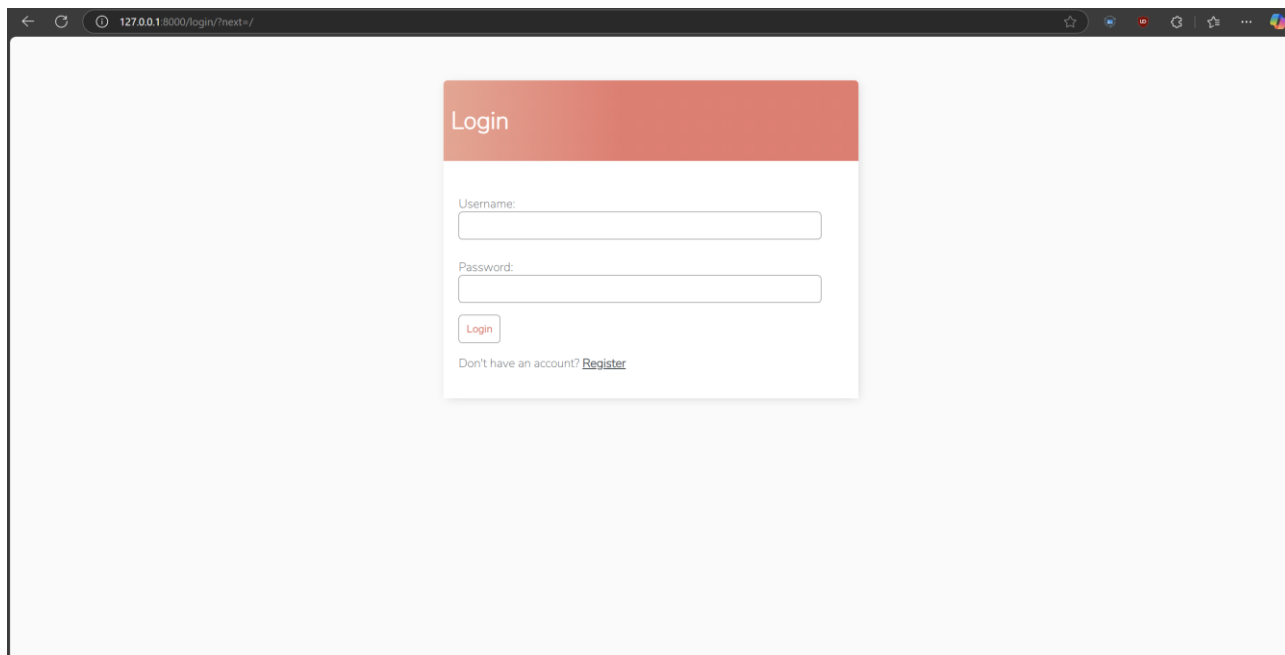 127.0.0.1:8000/login/?next=/
Login
Username:
Password:
Login
Don't have an account? Register